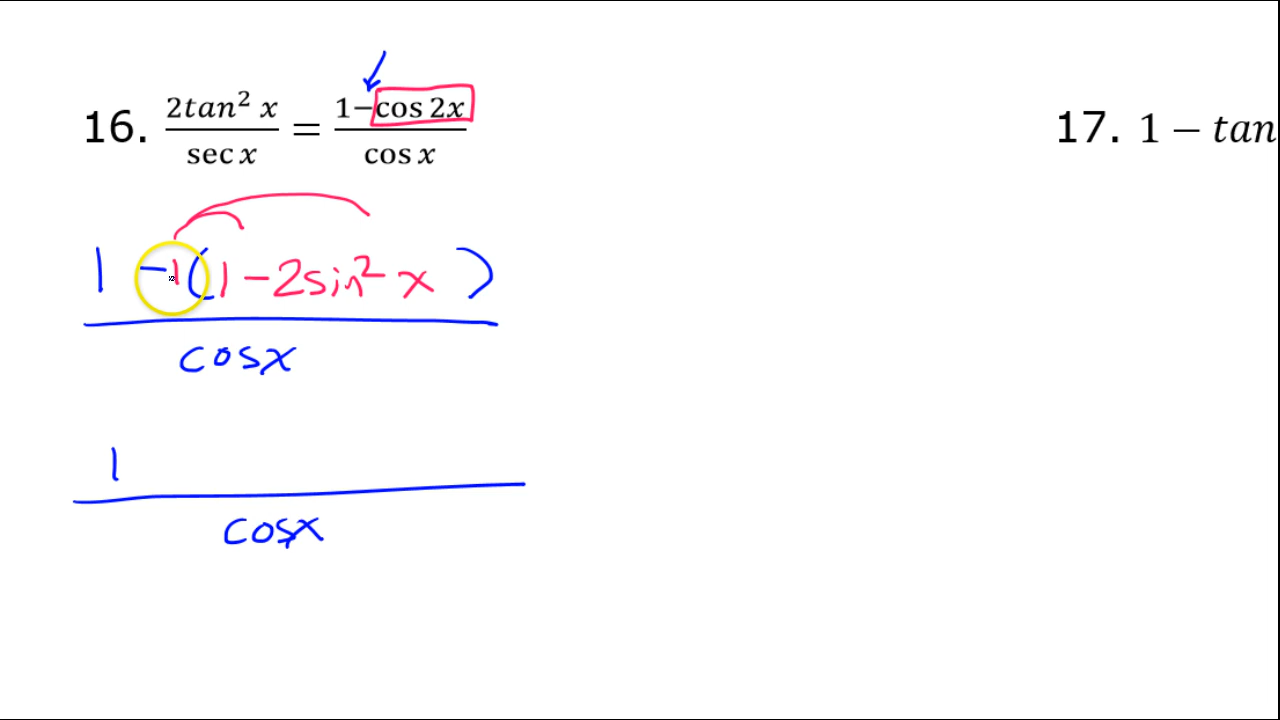 16. 2tan² x / sec x = 1−cos 2x / cos x
17. 1 − tan
1 −1(1−2sin² x)
cosx
1
cosx